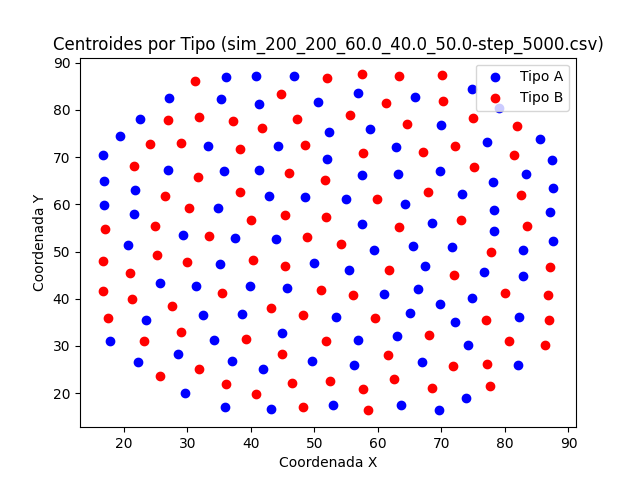 Centroides por Tipo (sim_200_200_60.0_40.0_50.0-step_5000.csv)
Tipo A
Tipo B
Coordenada Y
90
80
70
60
50
40
30
20
20 30 40 50 60 70 80 90
Coordenada X